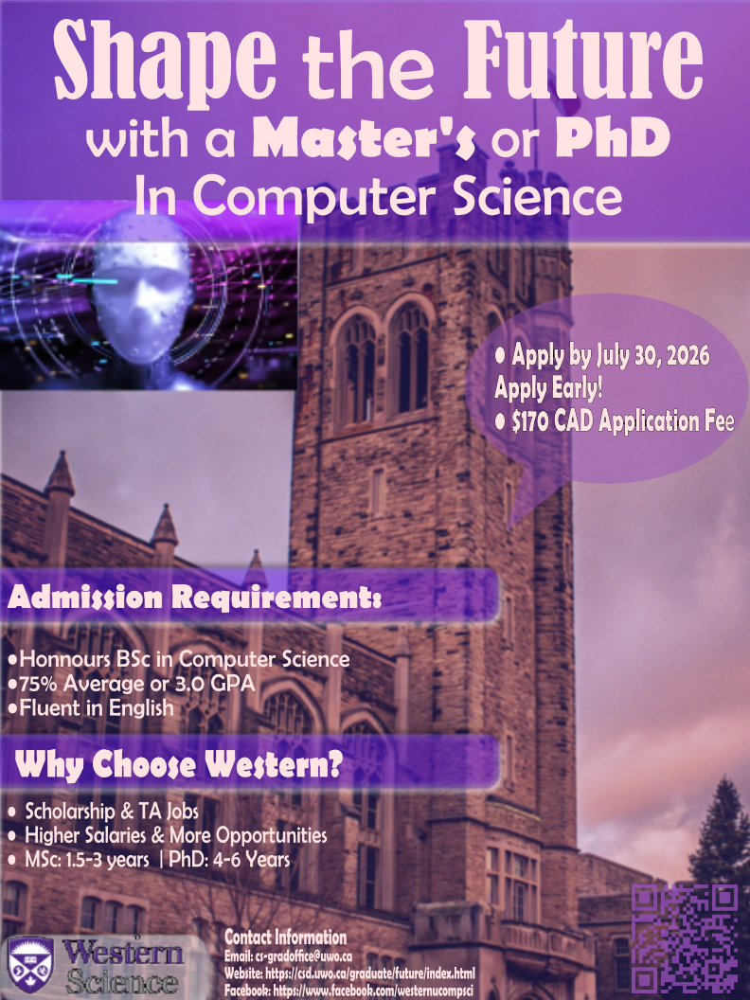 Shape the Future
with a Master's or PhD
In Computer Science
• Apply by July 30, 2026
Apply Early!
• $170 CAD Application Fee
Admission Requirement:
•Honnours BSc in Computer Science
•75% Average or 3.0 GPA
•Fluent in English
Why Choose Western?
• Scholarship & TA Jobs
• Higher Salaries & More Opportunities
• MSc: 1.5-3 years | PhD: 4-6 Years
Western
Science
Contact Information
Email: cs-gradoffice@uwo.ca
Website: https://csd.uwo.ca/graduate/future/index.html
Facebook: https://www.facebook.com/westernucompsci